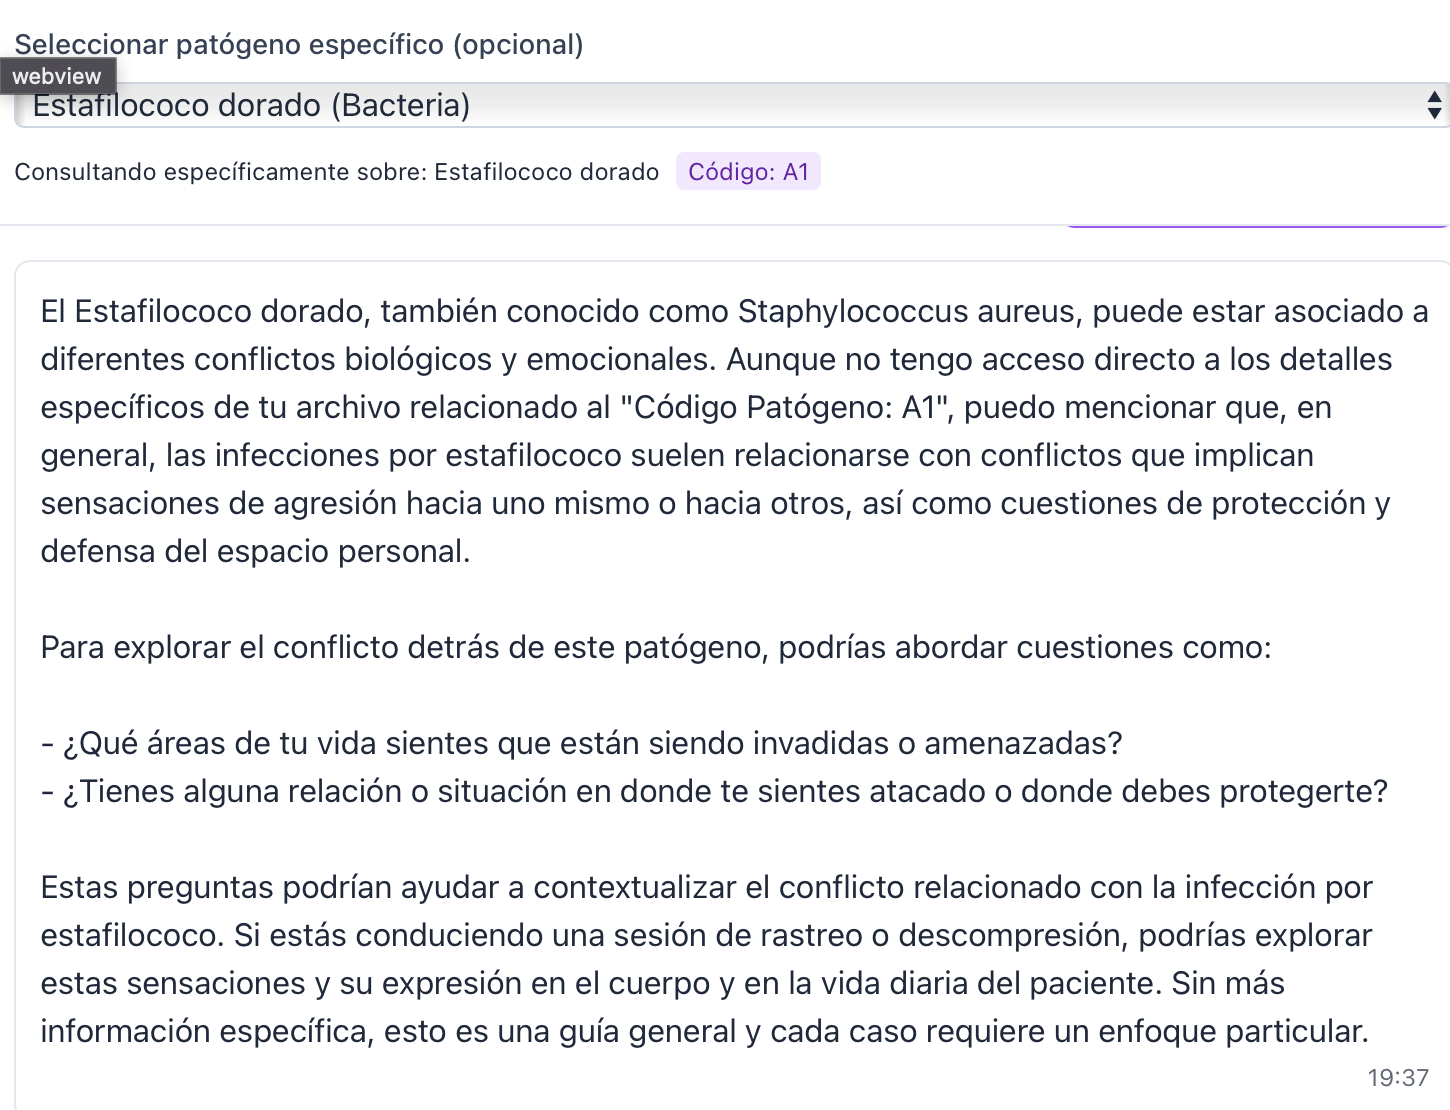 Seleccionar patógeno específico (opcional)
webview
Estafilococo dorado (Bacteria)
Consultando específicamente sobre: Estafilococo dorado Código: A1
El Estafilococo dorado, también conocido como Staphylococcus aureus, puede estar asociado a
diferentes conflictos biológicos y emocionales. Aunque no tengo acceso directo a los detalles
específicos de tu archivo relacionado al "Código Patógeno: A1", puedo mencionar que, en
general, las infecciones por estafilococo suelen relacionarse con conflictos que implican
sensaciones de agresión hacia uno mismo o hacia otros, así como cuestiones de protección y
defensa del espacio personal.
Para explorar el conflicto detrás de este patógeno, podrías abordar cuestiones como:
- ¿Qué áreas de tu vida sientes que están siendo invadidas o amenazadas?
- ¿Tienes alguna relación o situación en donde te sientes atacado o donde debes protegerte?
Estas preguntas podrían ayudar a contextualizar el conflicto relacionado con la infección por
estafilococo. Si estás conduciendo una sesión de rastreo o descompresión, podrías explorar
estas sensaciones y su expresión en el cuerpo y en la vida diaria del paciente. Sin más
información específica, esto es una guía general y cada caso requiere un enfoque particular.
19:37